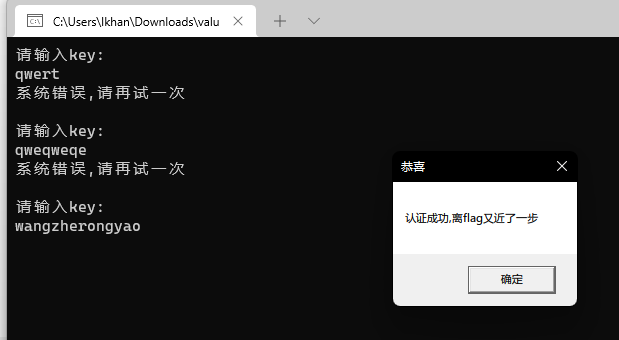 C:\Users\lkhan\Downloads\valu
请输入key:
qwert
系统错误,请再试一次
请输入key:
qweqweqe
系统错误,请再试一次
请输入key:
wangzherongyao
恭喜
认证成功,离flag又近了一步
确定